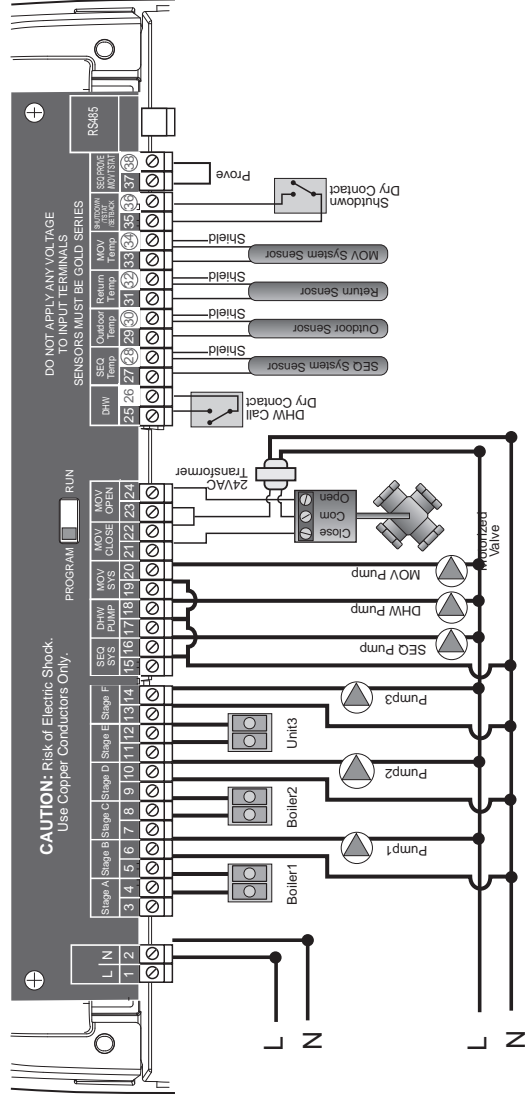 CAUTION: Risk of Electric Shock.
Use Copper Conductors Only.
PROGRAM
RUN
DO NOT APPLY ANY VOLTAGE
TO INPUT TERMINALS
SENSORS MUST BE GOLD SERIES
L N
1 2
Stage A
Stage B
Stage C
Stage D
Stage E
Stage F
3 4 5 6 7 8 9 10 11 12 13 14
SEQ
SYS
DHW
PUMP
MOV
SYS
MOV
CLOSE
MOV
OPEN
15 16 17 18 19 20 21 22 23 24
DHW
SEQ
Temp
Outdoor
Temp
Return
Temp
MOV
Temp
SHUTDOWN
/TSTAT
/SETBACK
SEQ PROVE
MOV TSTAT
RS485
25 26 27 28 29 30 31 32 33 34 35 36 37 38
L
N
Boiler1
Pump1
Boiler2
Pump2
Unit3
Pump3
SEQ Pump
DHW Pump
MOV Pump
Close
Com
Open
Motorized
Valve
24VAC
Transformer
DHW Call
Dry Contact
SEQ System Sensor
Shield
Outdoor Sensor
Shield
Return Sensor
Shield
MOV System Sensor
Shield
Shutdown
Dry Contact
Prove
L
N